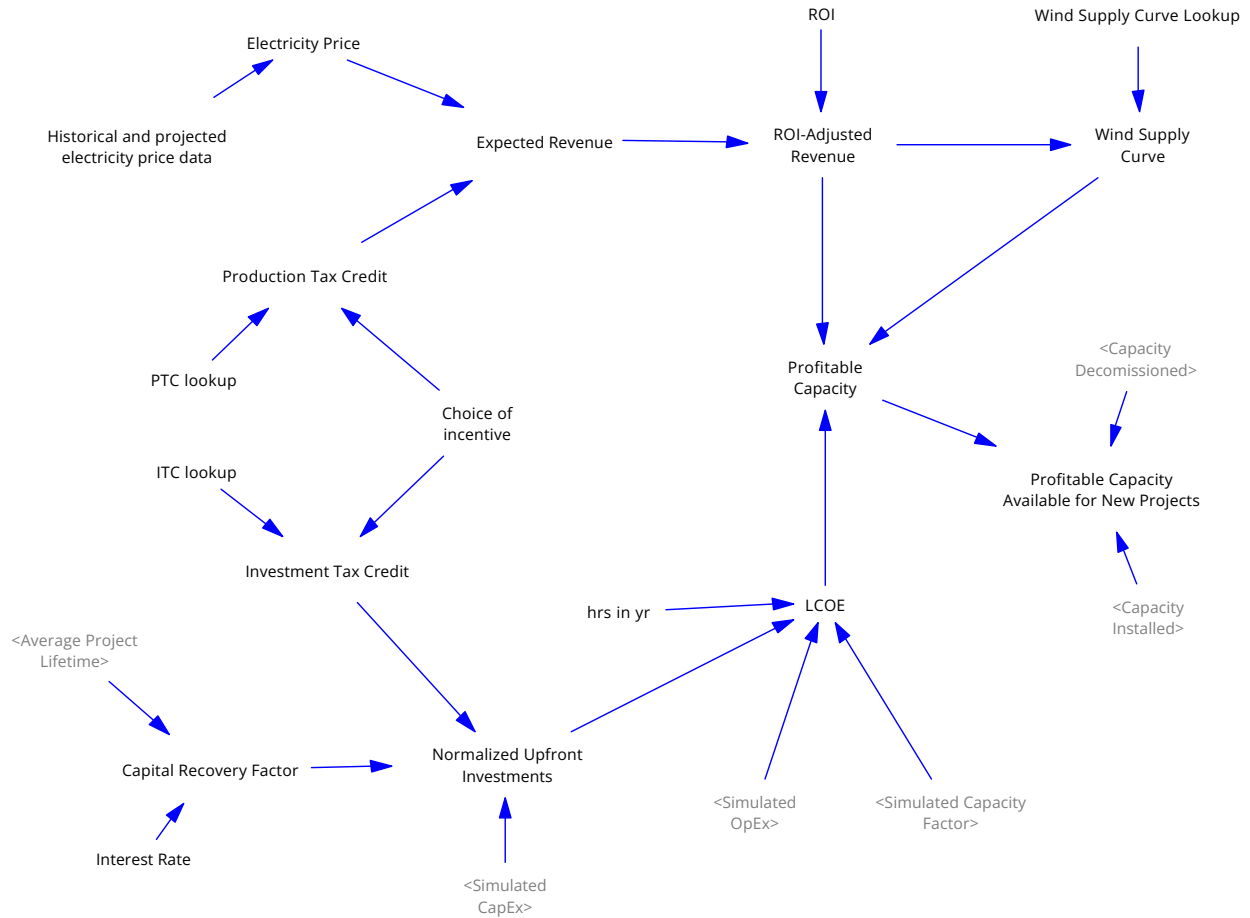 ROI
Wind Supply Curve Lookup
Electricity Price
Historical and projected
electricity price data
Expected Revenue
ROI-Adjusted
Revenue
Wind Supply
Curve
Production Tax Credit
PTC lookup
Choice of
incentive
ITC lookup
Investment Tax Credit
Profitable
Capacity
<Capacity
Decomissioned>
Profitable Capacity
Available for New Projects
<Capacity
Installed>
hrs in yr
LCOE
<Average Project
Lifetime>
Capital Recovery Factor
Interest Rate
Normalized Upfront
Investments
<Simulated
CapEx>
<Simulated
OpEx>
<Simulated Capacity
Factor>